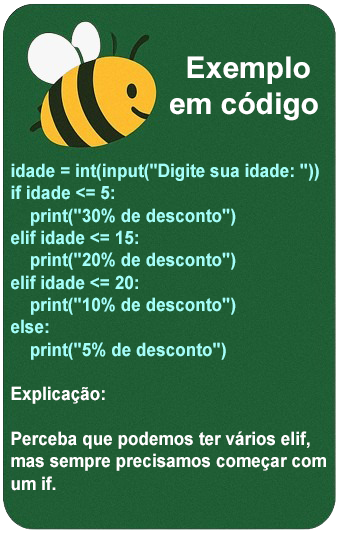 Exemplo
em código
idade = int(input("Digite sua idade: "))
if idade <= 5:
    print("30% de desconto")
elif idade <= 15:
    print("20% de desconto")
elif idade <= 20:
    print("10% de desconto")
else:
    print("5% de desconto")
Explicação:
Perceba que podemos ter vários elif,
mas sempre precisamos começar com
um if.